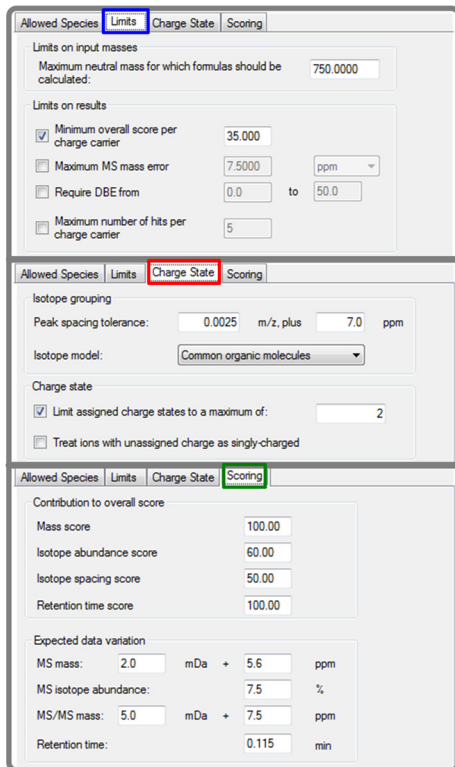 Allowed Species Limits Charge State Scoring
Limits on input masses
Maximum neutral mass for which formulas should be
calculated:
750.0000
Limits on results
Minimum overall score per
charge carrier
35.000
Maximum MS mass error 7.5000 ppm
Require DBE from 0.0 to 50.0
Maximum number of hits per
charge carrier
5
Allowed Species Limits Charge State Scoring
Isotope grouping
Peak spacing tolerance: 0.0025 m/z, plus 7.0 ppm
Isotope model: Common organic molecules
Charge state
Limit assigned charge states to a maximum of: 2
Treat ions with unassigned charge as singly-charged
Allowed Species Limits Charge State Scoring
Contribution to overall score
Mass score 100.00
Isotope abundance score 60.00
Isotope spacing score 50.00
Retention time score 100.00
Expected data variation
MS mass: 2.0 mDa + 5.6 ppm
MS isotope abundance: 7.5 %
MS/MS mass: 5.0 mDa + 7.5 ppm
Retention time: 0.115 min